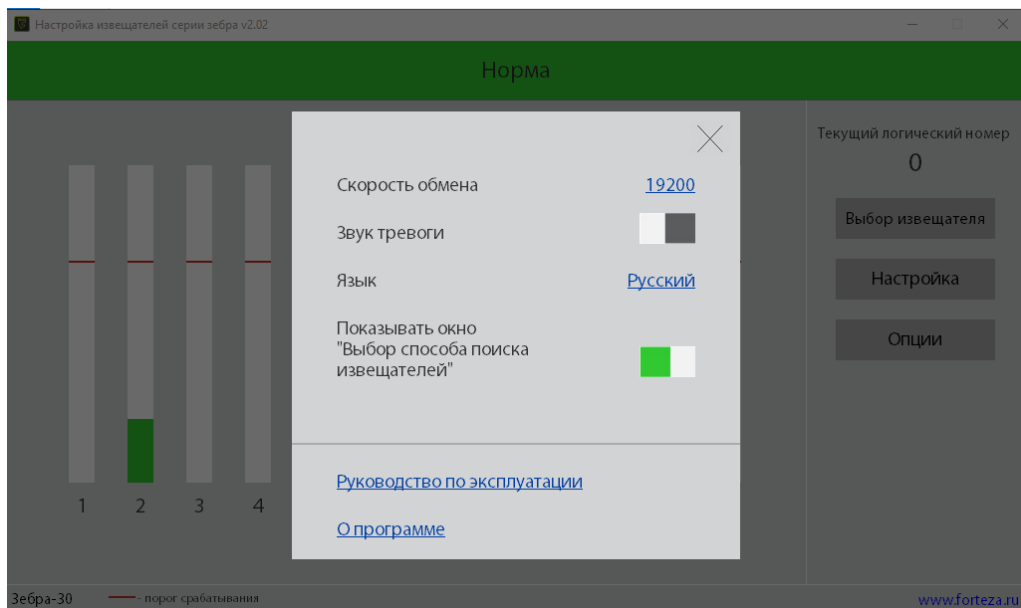 Настройка извещателей серии зебра v2.02
Норма
Текущий логический номер
0
Выбор извещателя
Настройка
Опции
Скорость обмена 19200
Звук тревоги
Язык Русский
Показывать окно
"Выбор способа поиска
извещателей"
Руководство по эксплуатации
О программе
1 2 3 4
Зебра-30 - порог срабатывания www.forteza.ru